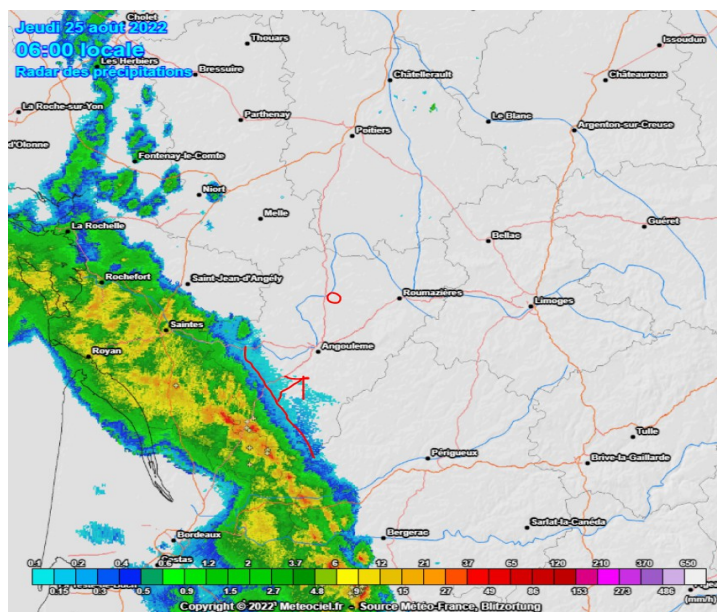 Jeudi 25 août 2022
06:00 locale
Radar des précipitations
Cholet
Thouars
Issoudun
Les Herbiers
Bressuire
Châtellerault
Châteauroux
La Roche-sur-Yon
Parthenay
Le Blanc
Argenton-sur-Creuse
Poitiers
d'Olonne
Fontenay-le-Comte
Niort
Melle
La Rochelle
Bellac
Guéret
Rochefort
Saint-Jean-d'Angély
Roumazières
Limoges
Saintes
Royan
Angouleme
Tulle
Périgueux
Brive-la-Gaillarde
Sarlat-la-Canéda
Bordeaux
Bergerac
Cestas
0.1 0.2 0.4 0.6 1.2 2 3.7 6 12 21 37 65 120 210 370 650
0.15 0.3 0.5 0.9 1.5 2.7 4.8 9 15 27 49 86 153 273 486 (mm/h)
Copyright © 2022 Meteociel.fr - Source Météo-France, Blitzortung